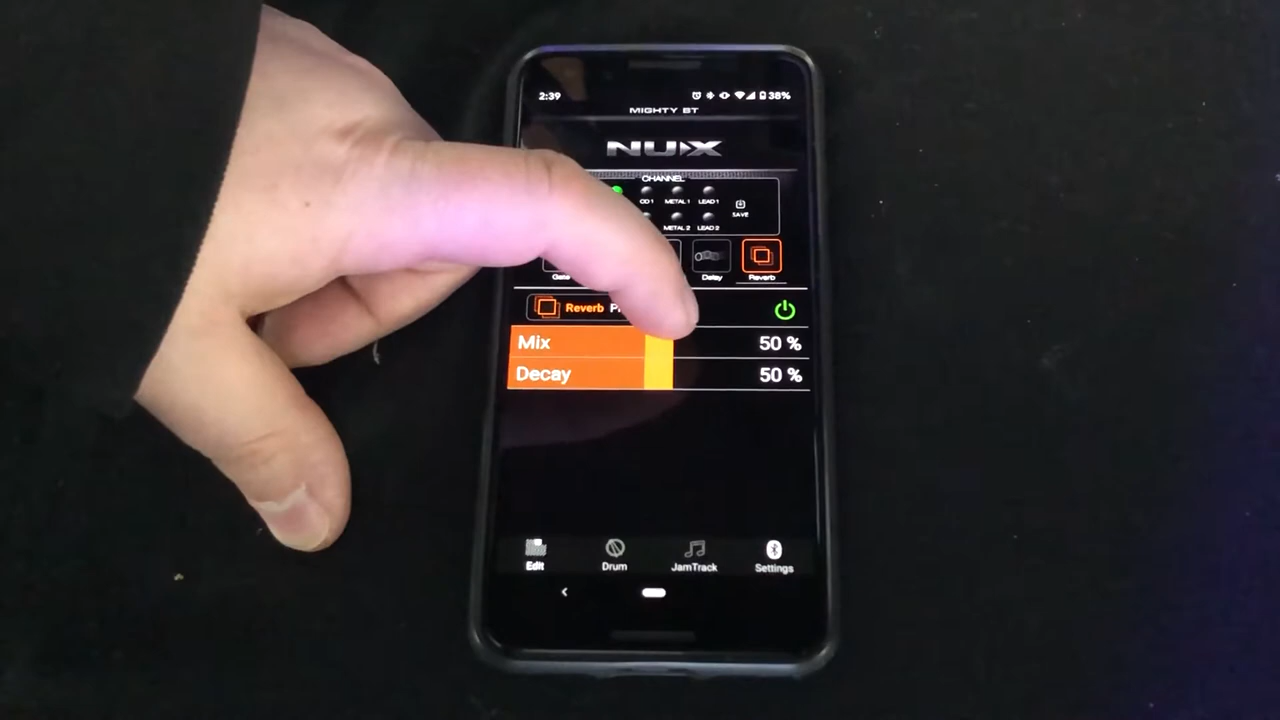 2:39 38%
MIGHTY BT
NUX
CHANNEL
OD 1 METAL 1 LEAD 1
SAVE
METAL 2 LEAD 2
Gate Delay Reverb
Reverb
Mix 50 %
Decay 50 %
Edit Drum JamTrack Settings